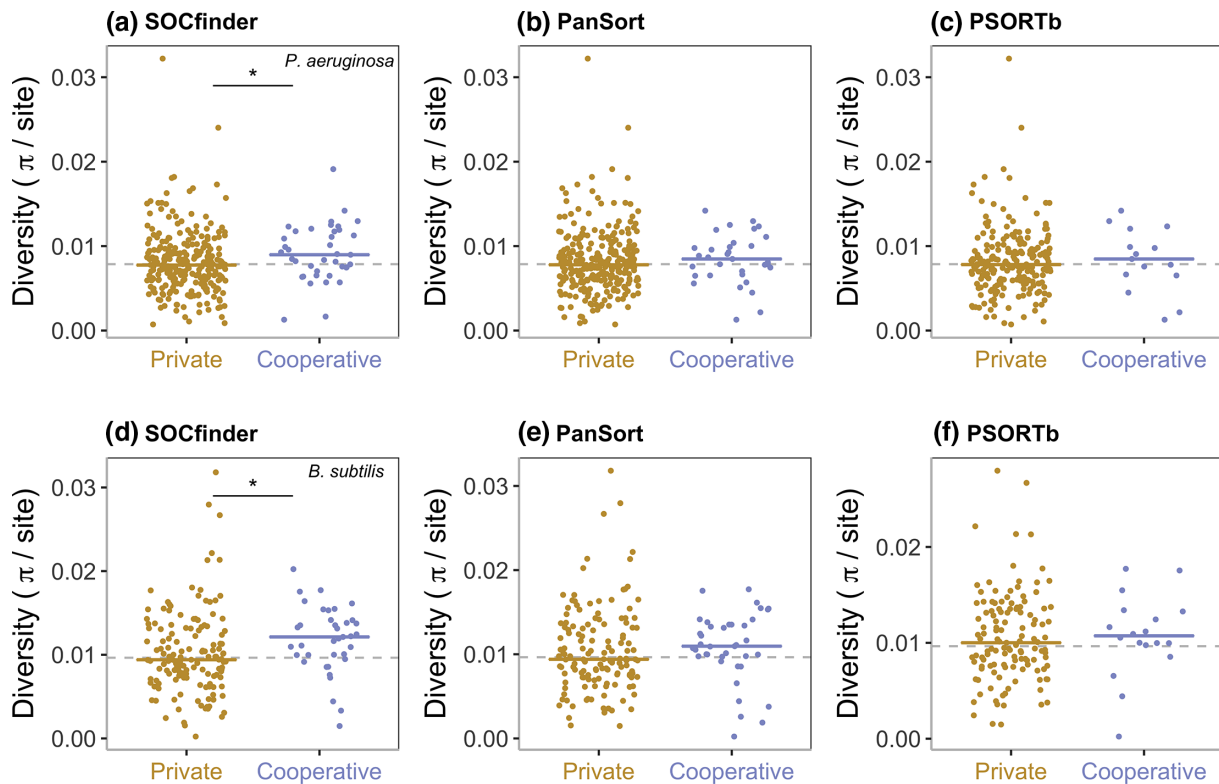 (a) SOCfinder
(b) PanSort
(c) PSORTb
Diversity ( π / site)
0.03
0.02
0.01
0.00
*
P. aeruginosa
Private
Cooperative
Diversity ( π / site)
0.03
0.02
0.01
0.00
Private
Cooperative
Diversity ( π / site)
0.03
0.02
0.01
0.00
Private
Cooperative
(d) SOCfinder
(e) PanSort
(f) PSORTb
Diversity ( π / site)
0.03
0.02
0.01
0.00
*
B. subtilis
Private
Cooperative
Diversity ( π / site)
0.03
0.02
0.01
0.00
Private
Cooperative
Diversity ( π / site)
0.02
0.01
0.00
Private
Cooperative